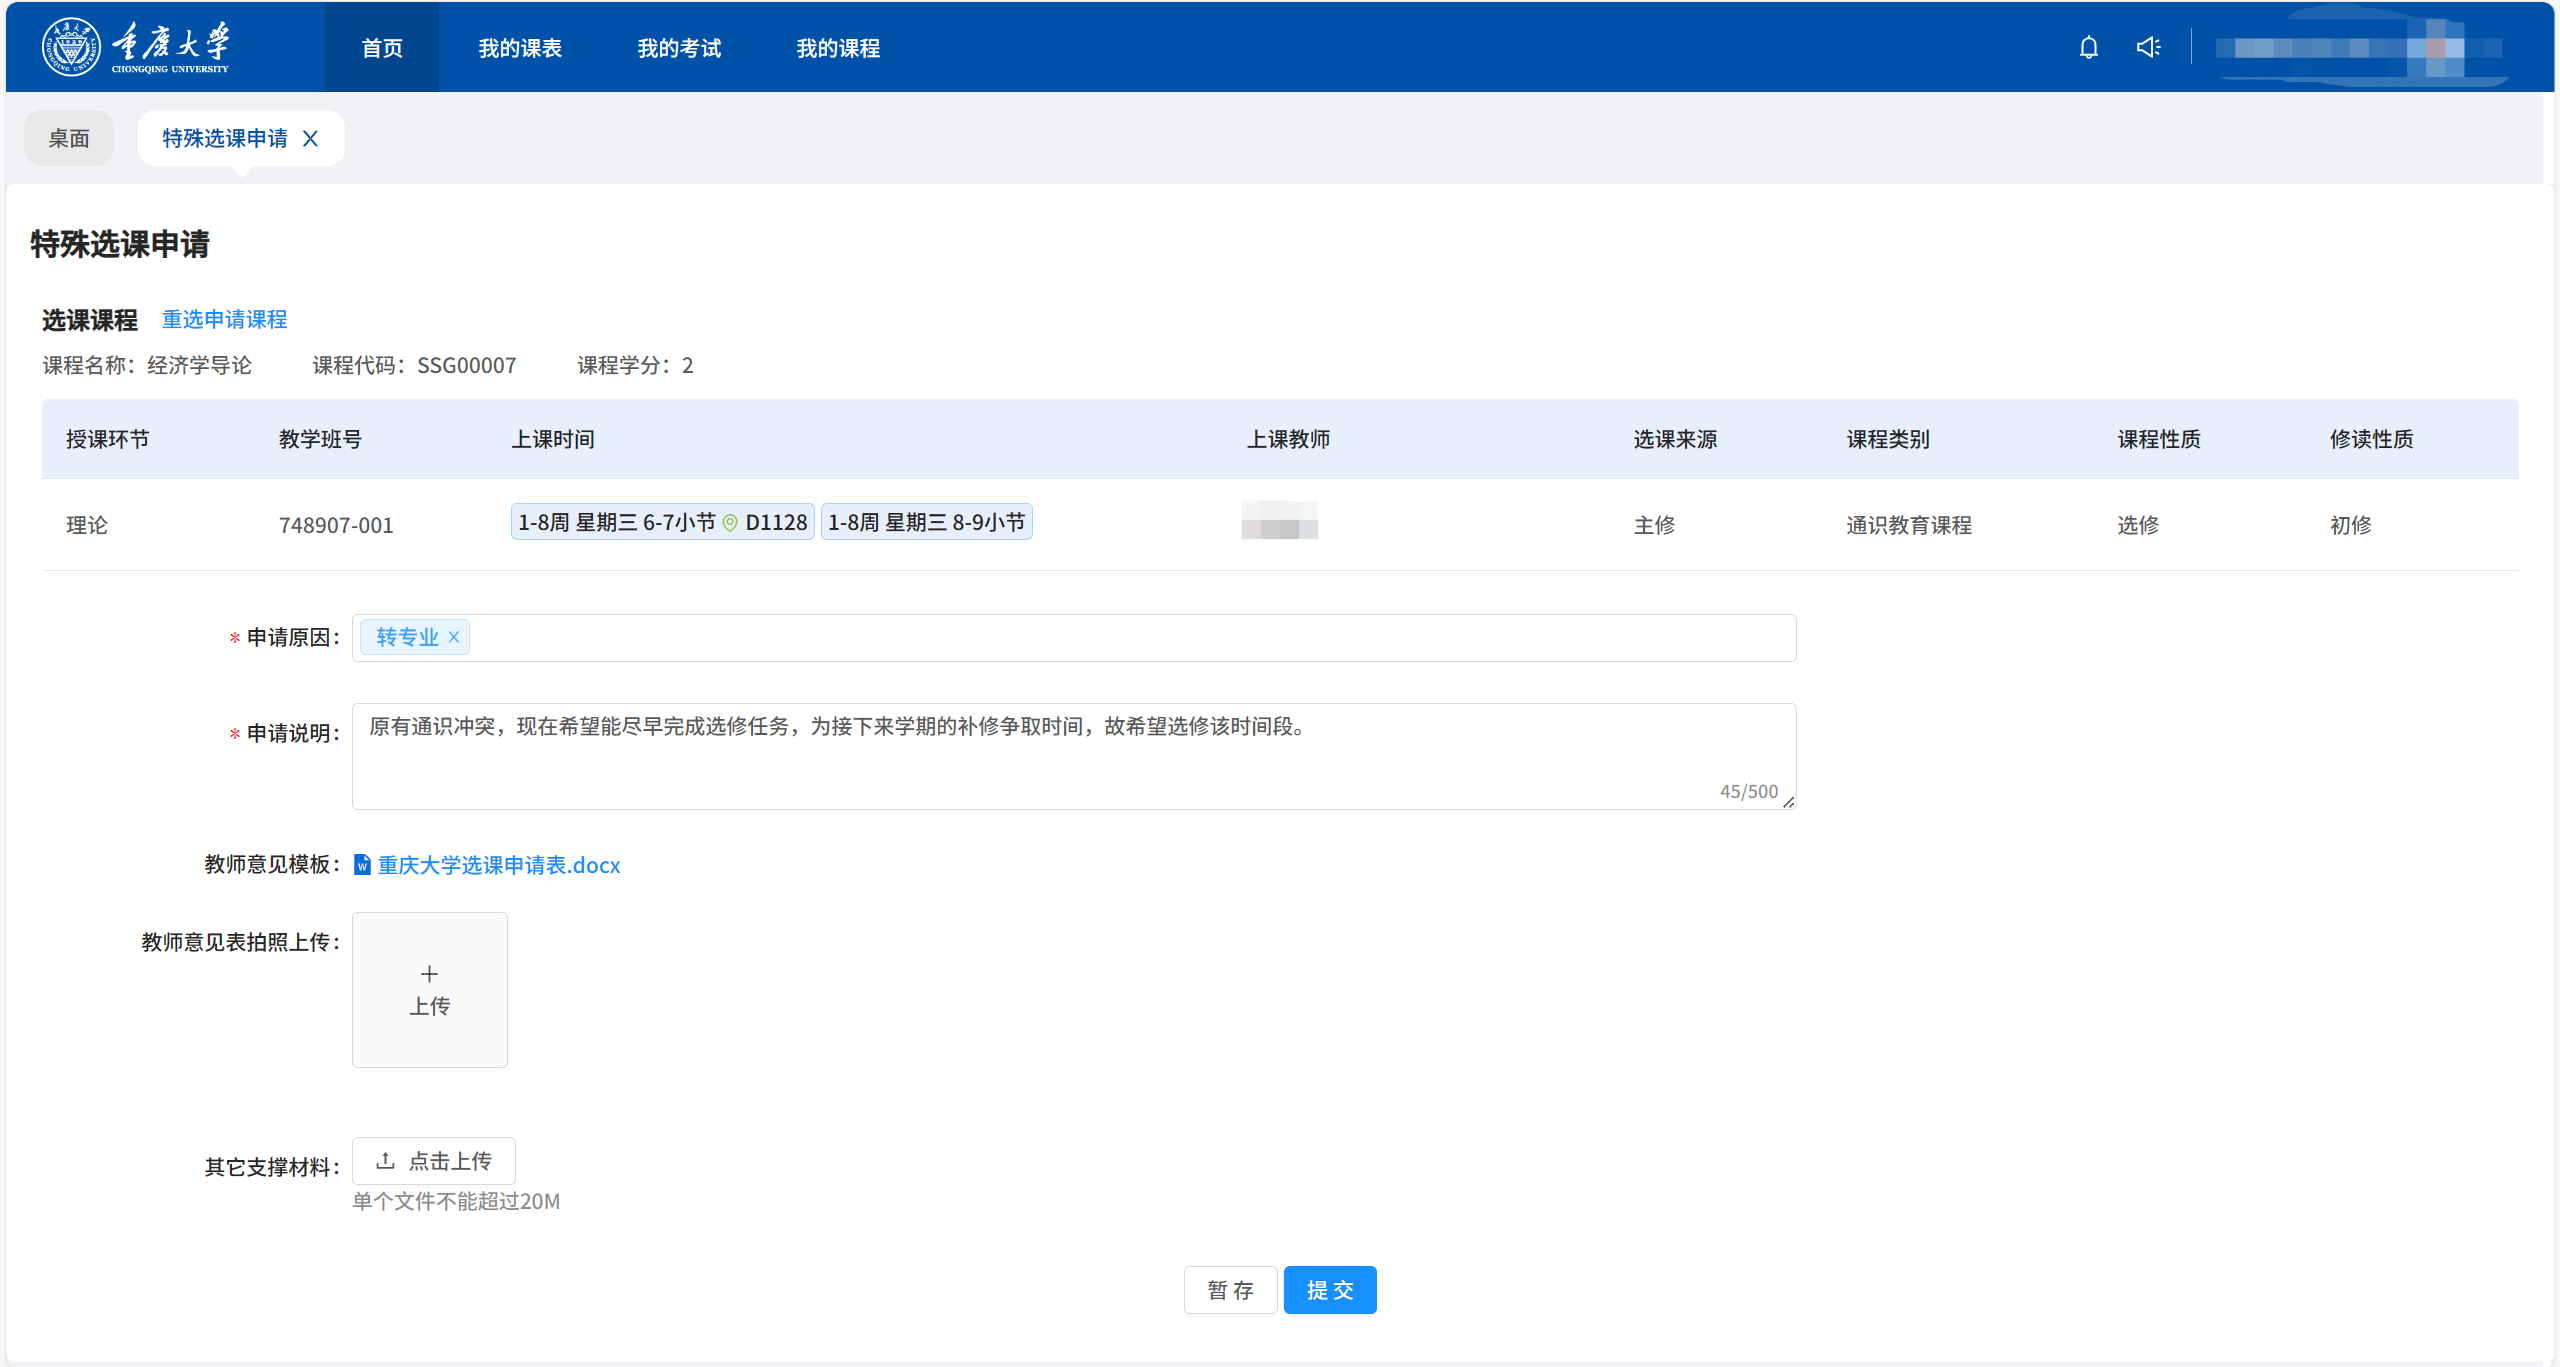 重庆大学
CHONGQING UNIVERSITY
首页 我的课表 我的考试 我的课程
桌面 特殊选课申请 X
特殊选课申请
选课课程 重选申请课程
课程名称：经济学导论 课程代码：SSG00007 课程学分：2
授课环节 教学班号 上课时间 上课教师 选课来源 课程类别 课程性质 修读性质
理论 748907-001 1-8周 星期三 6-7小节 D1128 1-8周 星期三 8-9小节 主修 通识教育课程 选修 初修
* 申请原因： 转专业 ×
* 申请说明： 原有通识冲突，现在希望能尽早完成选修任务，为接下来学期的补修争取时间，故希望选修该时间段。
45/500
教师意见模板： 重庆大学选课申请表.docx
教师意见表拍照上传：
+
上传
其它支撑材料： 点击上传
单个文件不能超过20M
暂 存 提 交